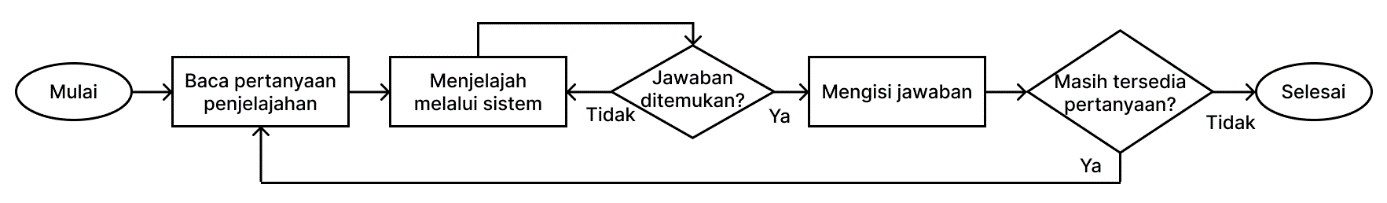 Mulai
Baca pertanyaan
penjelajahan
Menjelajah
melalui sistem
Jawaban
ditemukan?
Tidak
Ya
Mengisi jawaban
Masih tersedia
pertanyaan?
Tidak
Ya
Selesai